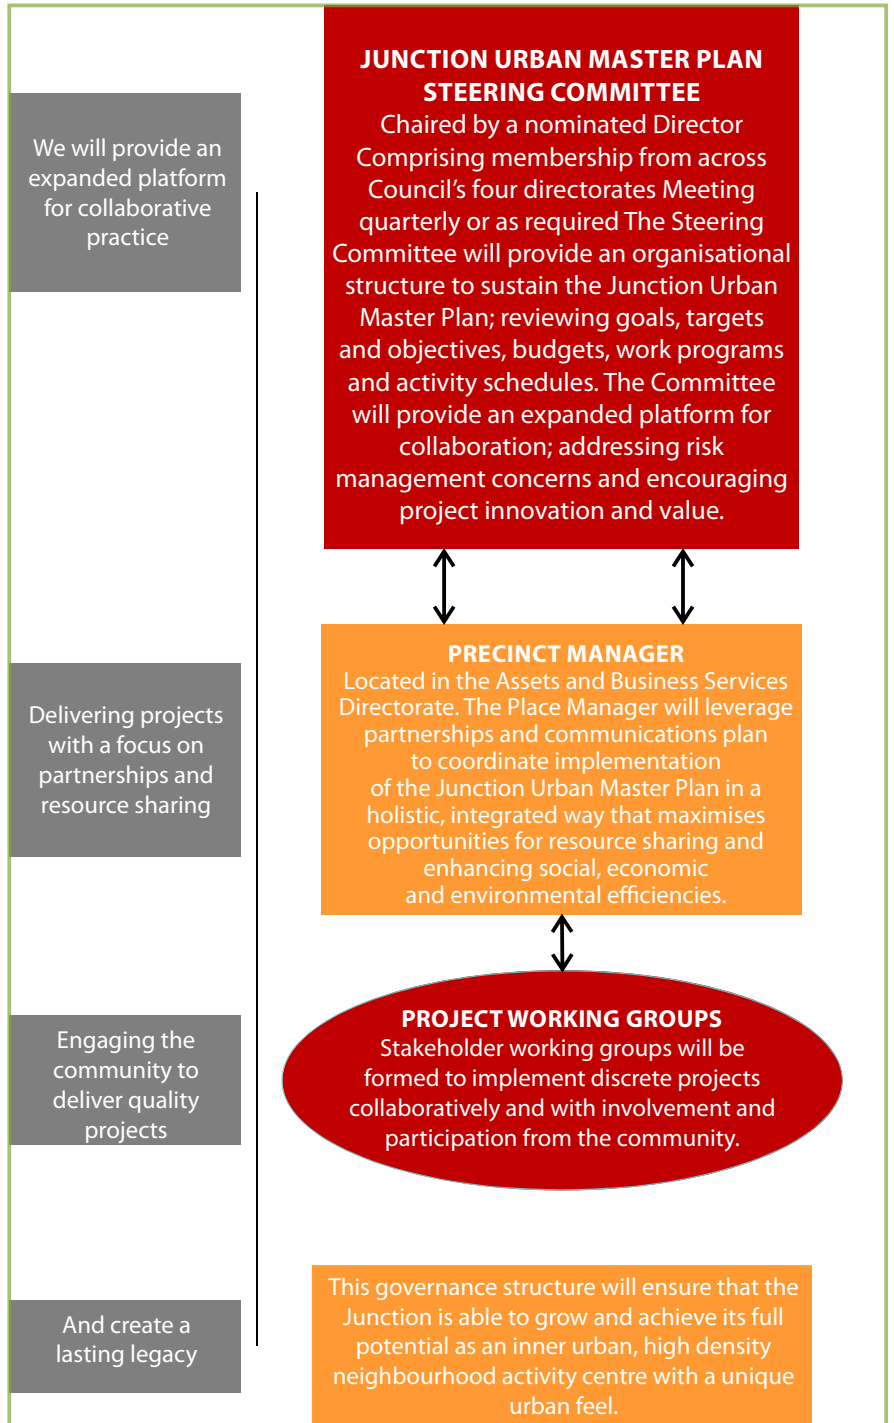 We will provide an
expanded platform
for collaborative
practice
JUNCTION URBAN MASTER PLAN
STEERING COMMITTEE
Chaired by a nominated Director
Comprising membership from across
Council’s four directorates Meeting
quarterly or as required The Steering
Committee will provide an organisational
structure to sustain the Junction Urban
Master Plan; reviewing goals, targets
and objectives, budgets, work programs
and activity schedules. The Committee
will provide an expanded platform for
collaboration; addressing risk
management concerns and encouraging
project innovation and value.
Delivering projects
with a focus on
partnerships and
resource sharing
PRECINCT MANAGER
Located in the Assets and Business Services
Directorate. The Place Manager will leverage
partnerships and communications plan
to coordinate implementation
of the Junction Urban Master Plan in a
holistic, integrated way that maximises
opportunities for resource sharing and
enhancing social, economic
and environmental efficiencies.
Engaging the
community to
deliver quality
projects
PROJECT WORKING GROUPS
Stakeholder working groups will be
formed to implement discrete projects
collaboratively and with involvement and
participation from the community.
And create a
lasting legacy
This governance structure will ensure that the
Junction is able to grow and achieve its full
potential as an inner urban, high density
neighbourhood activity centre with a unique
urban feel.